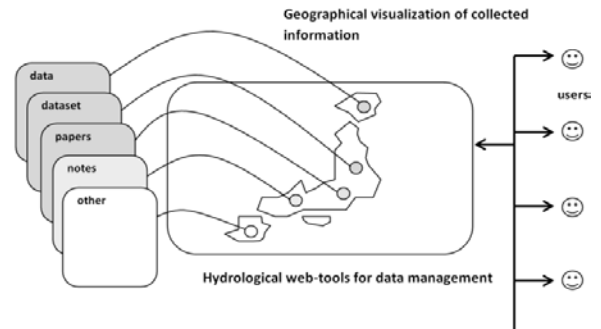 Geographical visualization of collected
information
data
dataset
papers
notes
other
users
Hydrological web-tools for data management